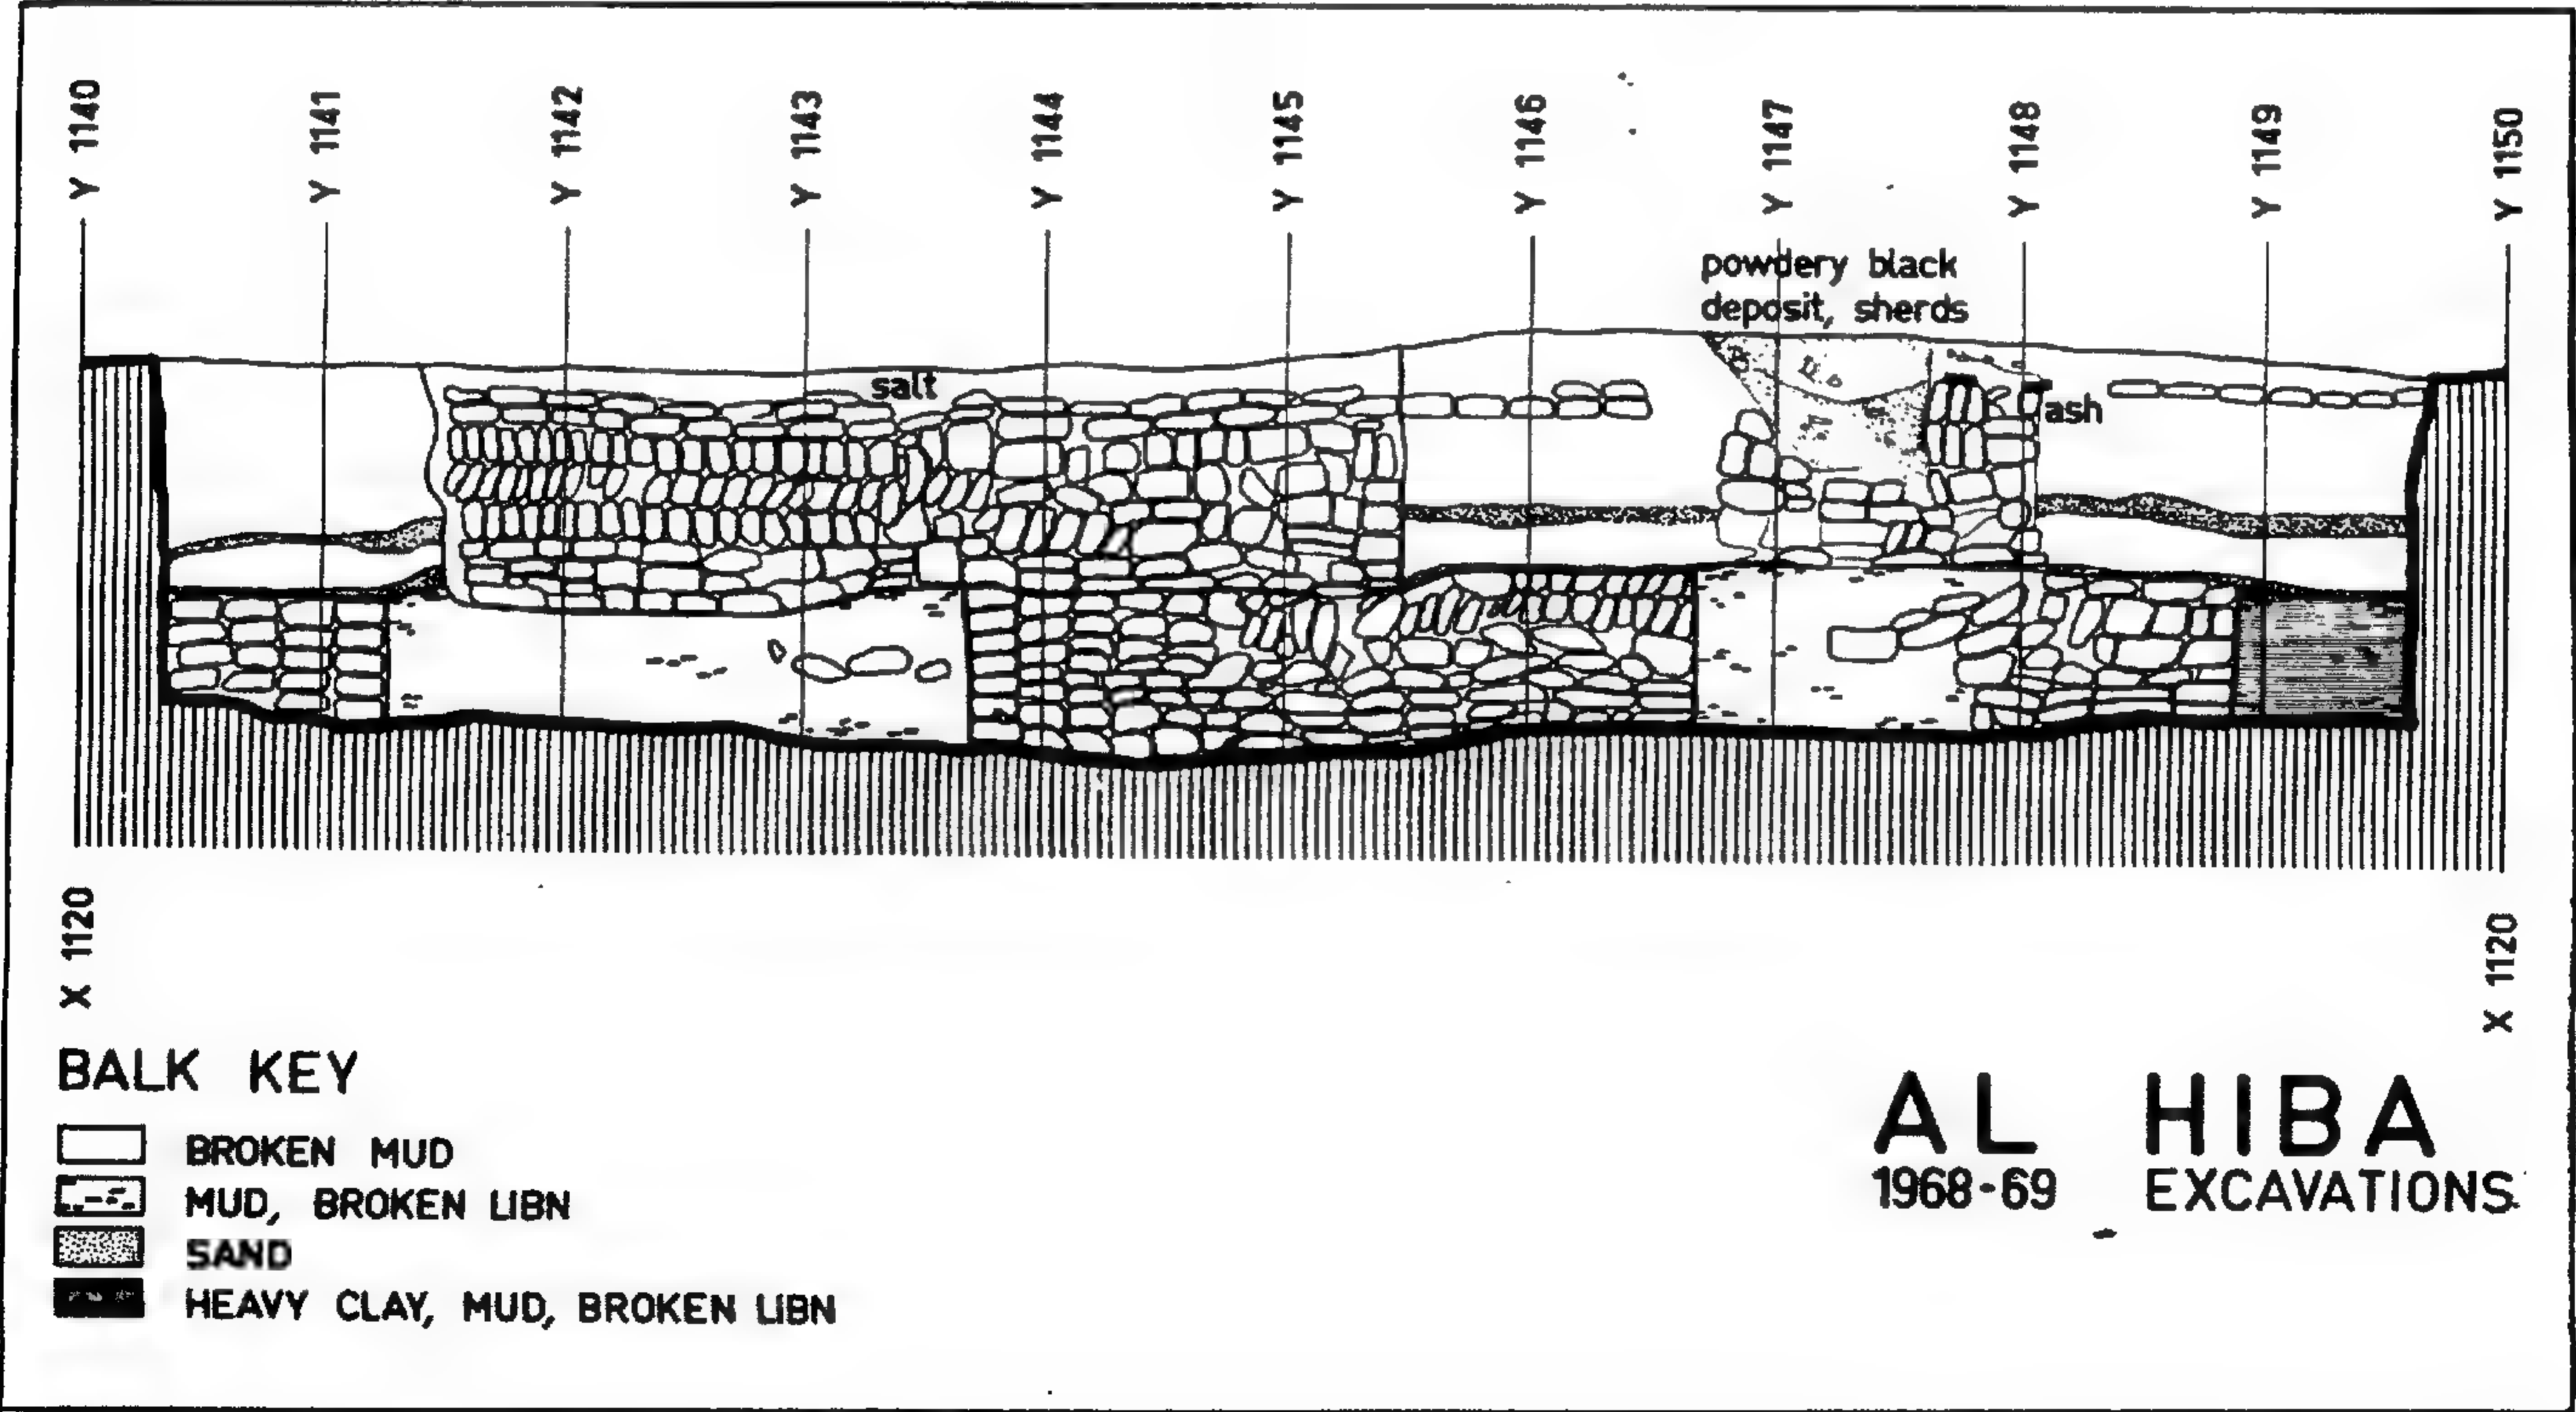 Y 1140
Y 1141
Y 1142
Y 1143
Y 1144
Y 1145
Y 1146
Y 1147
Y 1148
Y 1149
Y 1150
powdery black
deposit, sherds
salt
ash
X 1120
X 1120
BALK KEY
BROKEN MUD
MUD, BROKEN LIBN
SAND
HEAVY CLAY, MUD, BROKEN LIBN
AL HIBA
1968-69 EXCAVATIONS